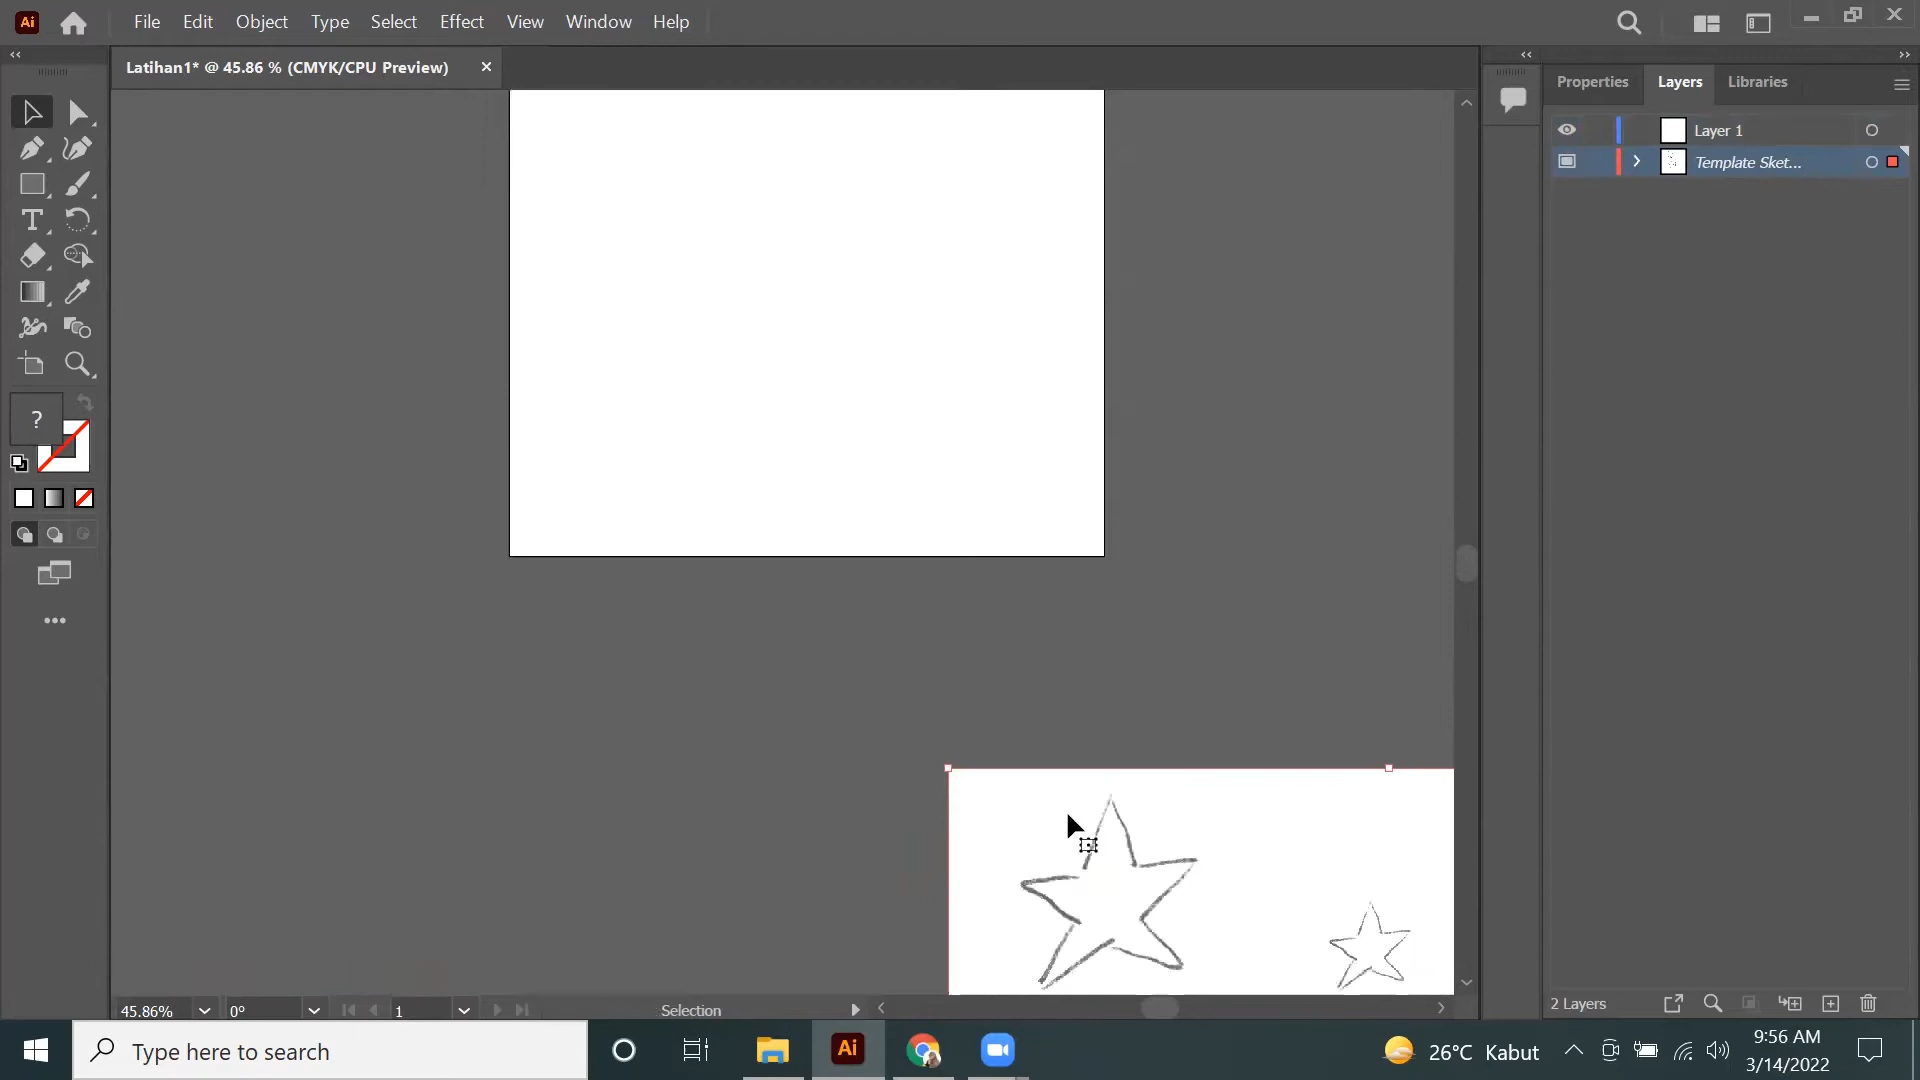 Ai File Edit Object Type Select Effect View Window Help
Latihan1* @ 45.86 % (CMYK/CPU Preview)
Properties Layers Libraries
Layer 1
Template Sket...
T
?
45.86% 0° 1 Selection
2 Layers
Type here to search
Ai
26°C Kabut
9:56 AM
3/14/2022